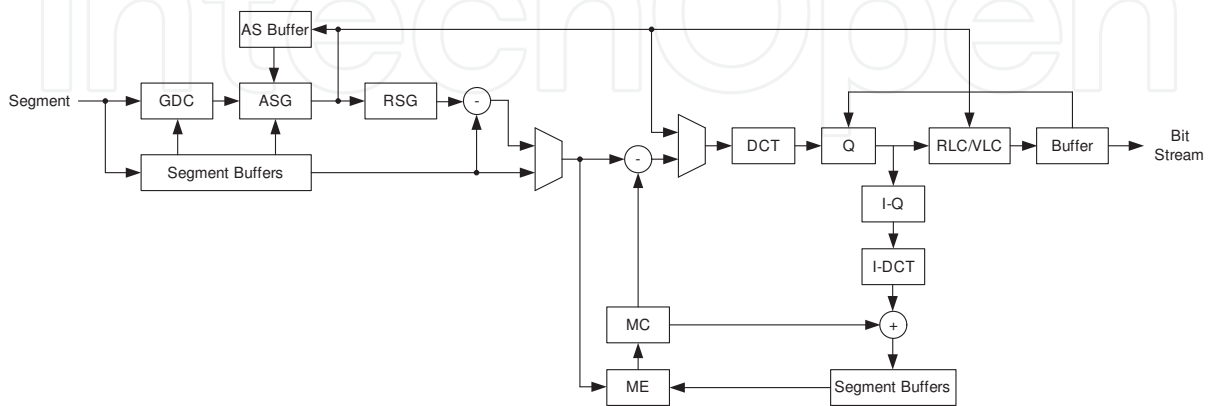 IntechOpen
AS Buffer
Segment
GDC
ASG
RSG
-
Segment Buffers
-
DCT
Q
RLC/VLC
Buffer
Bit
Stream
I-Q
I-DCT
MC
+
ME
Segment Buffers